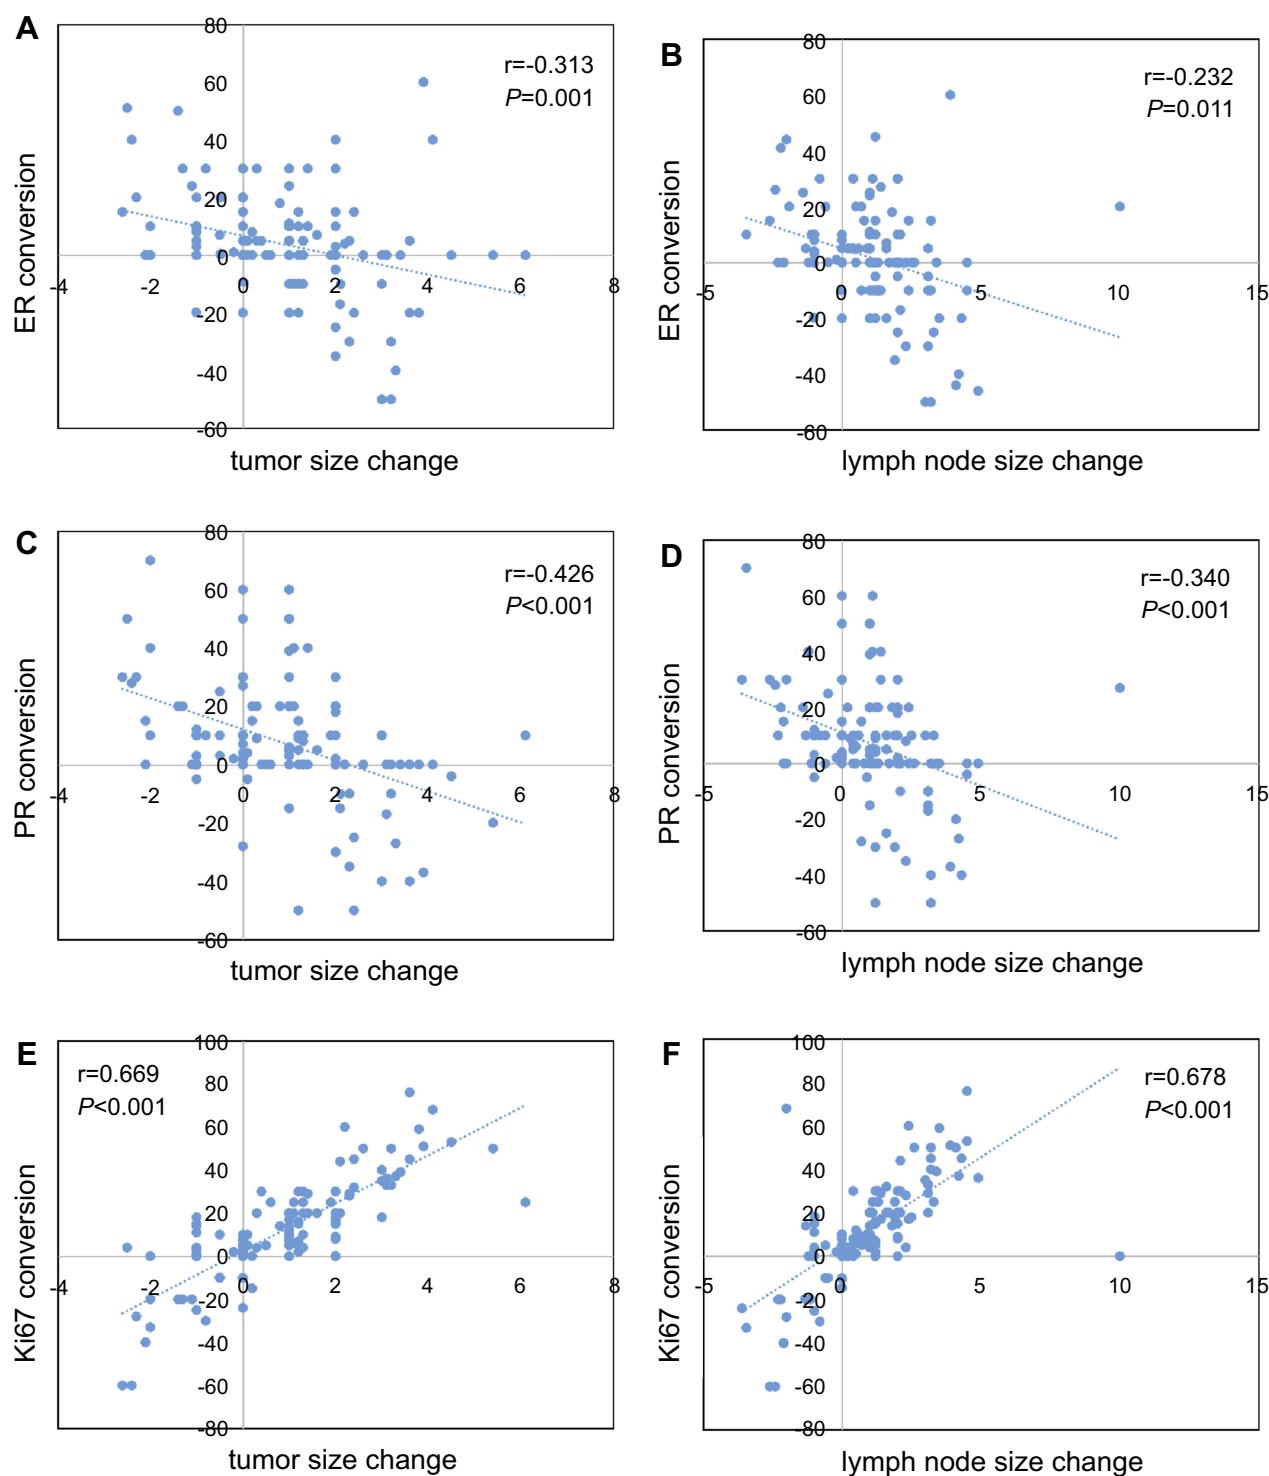 A
80
60
40
20
0
-20
-40
-60
-4
-2
0
2
4
6
8
r=-0.313
P=0.001
ER conversion
tumor size change
B
80
60
40
20
0
-20
-40
-60
-5
0
5
10
15
r=-0.232
P=0.011
ER conversion
lymph node size change
C
80
60
40
20
0
-20
-40
-60
-4
-2
0
2
4
6
8
r=-0.426
P<0.001
PR conversion
tumor size change
D
80
60
40
20
0
-20
-40
-60
-5
0
5
10
15
r=-0.340
P<0.001
PR conversion
lymph node size change
E
100
80
60
40
20
0
-20
-40
-60
-80
-4
-2
0
2
4
6
8
r=0.669
P<0.001
Ki67 conversion
tumor size change
F
100
80
60
40
20
0
-20
-40
-60
-80
-5
0
5
10
15
r=0.678
P<0.001
Ki67 conversion
lymph node size change